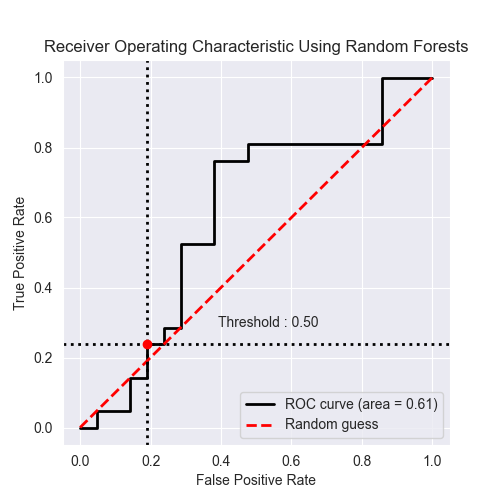 Receiver Operating Characteristic Using Random Forests
1.0
0.8
0.6
0.4
0.2
0.0
True Positive Rate
Threshold : 0.50
ROC curve (area = 0.61)
Random guess
0.0 0.2 0.4 0.6 0.8 1.0
False Positive Rate